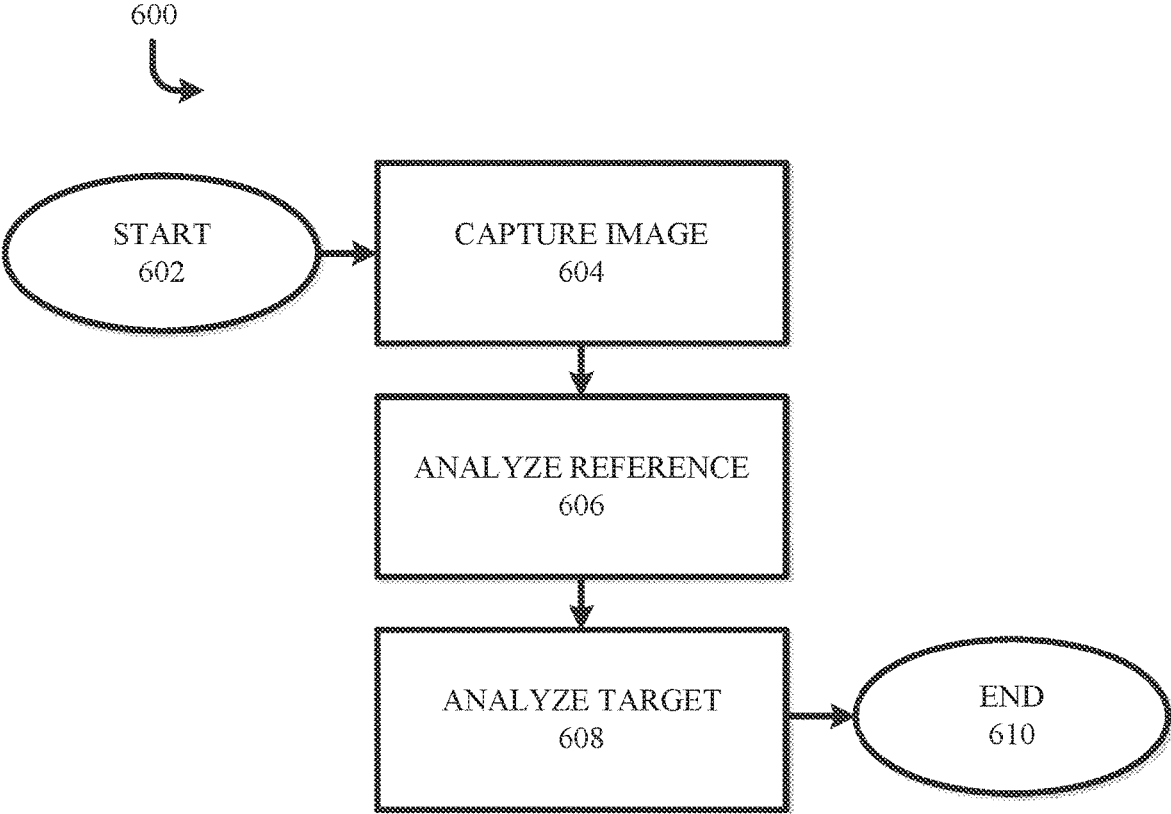 600
START
602
CAPTURE IMAGE
604
ANALYZE REFERENCE
606
ANALYZE TARGET
608
END
610